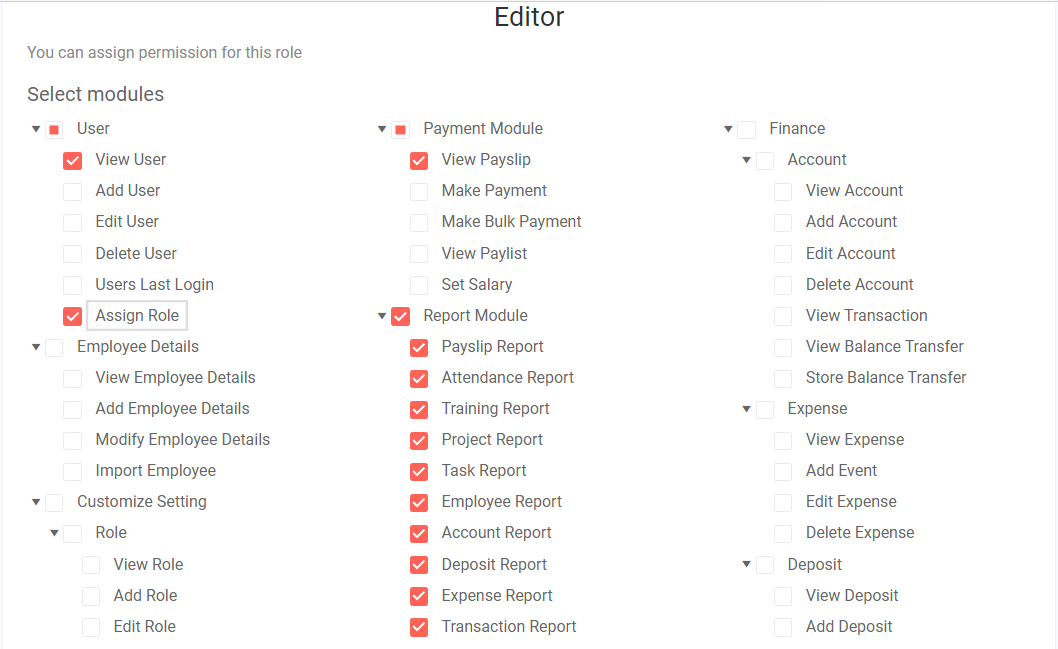 Editor
You can assign permission for this role
Select modules
User
View User
Add User
Edit User
Delete User
Users Last Login
Assign Role
Employee Details
View Employee Details
Add Employee Details
Modify Employee Details
Import Employee
Customize Setting
Role
View Role
Add Role
Edit Role
Payment Module
View Payslip
Make Payment
Make Bulk Payment
View Paylist
Set Salary
Report Module
Payslip Report
Attendance Report
Training Report
Project Report
Task Report
Employee Report
Account Report
Deposit Report
Expense Report
Transaction Report
Finance
Account
View Account
Add Account
Edit Account
Delete Account
View Transaction
View Balance Transfer
Store Balance Transfer
Expense
View Expense
Add Event
Edit Expense
Delete Expense
Deposit
View Deposit
Add Deposit